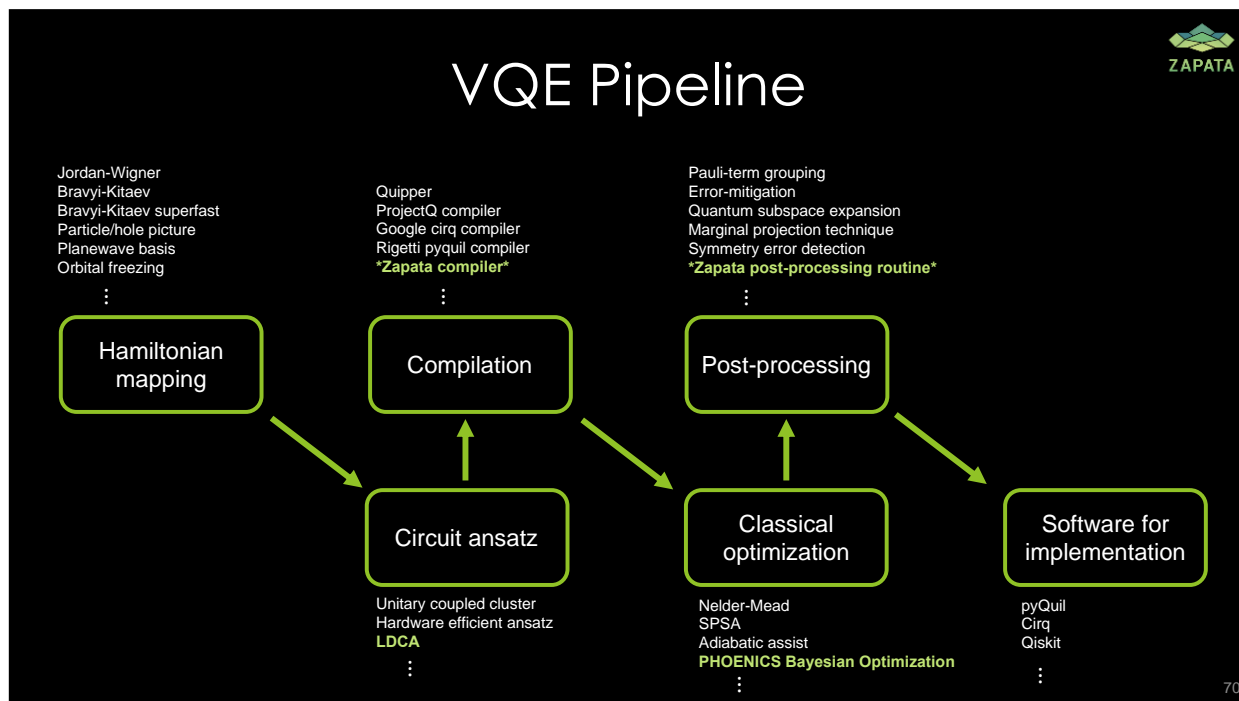 VQE Pipeline
ZAPATA
Jordan-Wigner
Bravyi-Kitaev
Bravyi-Kitaev superfast
Particle/hole picture
Planewave basis
Orbital freezing
...
Hamiltonian
mapping
Quipper
ProjectQ compiler
Google cirq compiler
Rigetti pyquil compiler
*Zapata compiler*
...
Compilation
Pauli-term grouping
Error-mitigation
Quantum subspace expansion
Marginal projection technique
Symmetry error detection
*Zapata post-processing routine*
...
Post-processing
Circuit ansatz
Unitary coupled cluster
Hardware efficient ansatz
LDCA
...
Classical
optimization
Nelder-Mead
SPSA
Adiabatic assist
PHOENICS Bayesian Optimization
...
Software for
implementation
pyQuil
Cirq
Qiskit
...
70